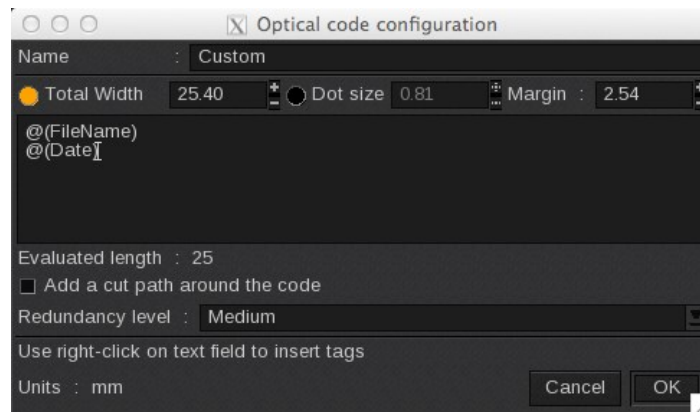 Optical code configuration
Name : Custom
Total Width 25.40 Dot size 0.81 Margin : 2.54
@(FileName)
@(Date)
Evaluated length : 25
Add a cut path around the code
Redundancy level : Medium
Use right-click on text field to insert tags
Units : mm Cancel OK